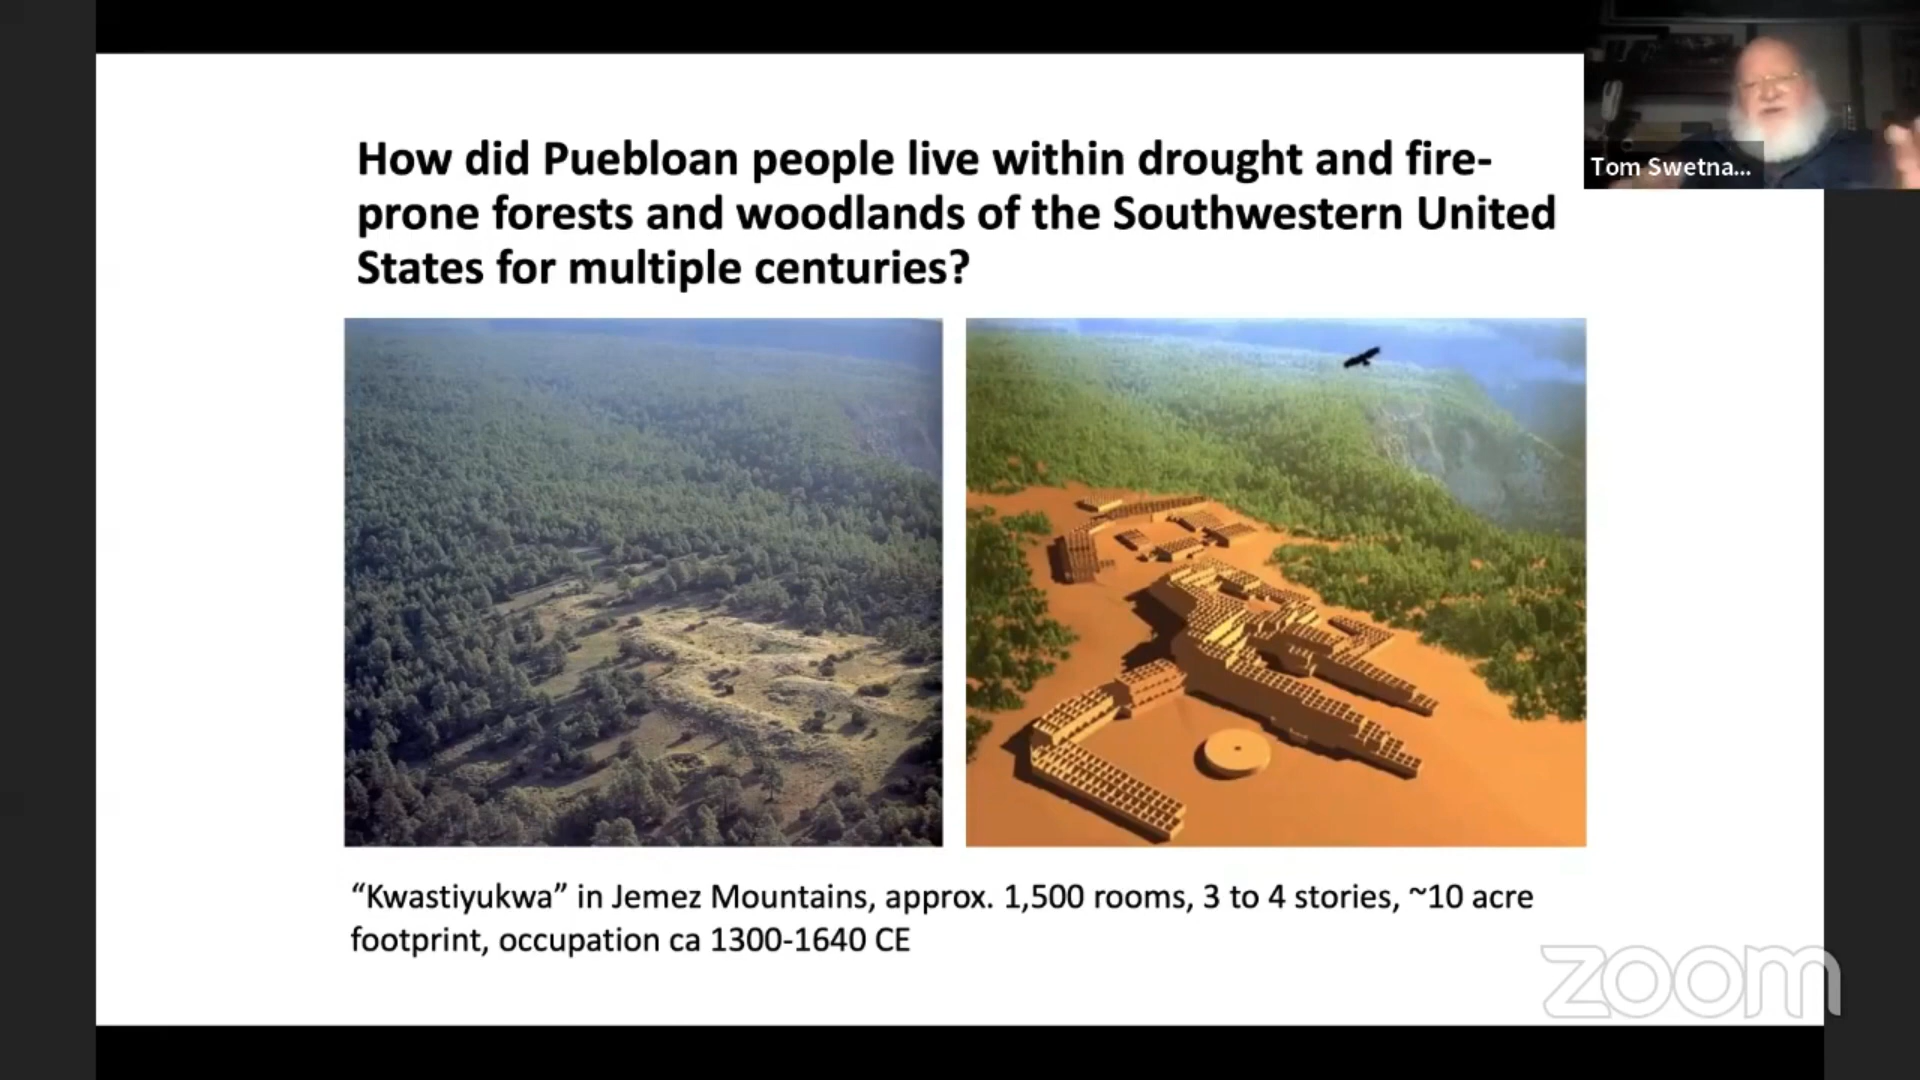 How did Puebloan people live within drought and fire-
prone forests and woodlands of the Southwestern United
States for multiple centuries?
Tom Swetna...
“Kwastiyukwa” in Jemez Mountains, approx. 1,500 rooms, 3 to 4 stories, ~10 acre
footprint, occupation ca 1300-1640 CE
zoom